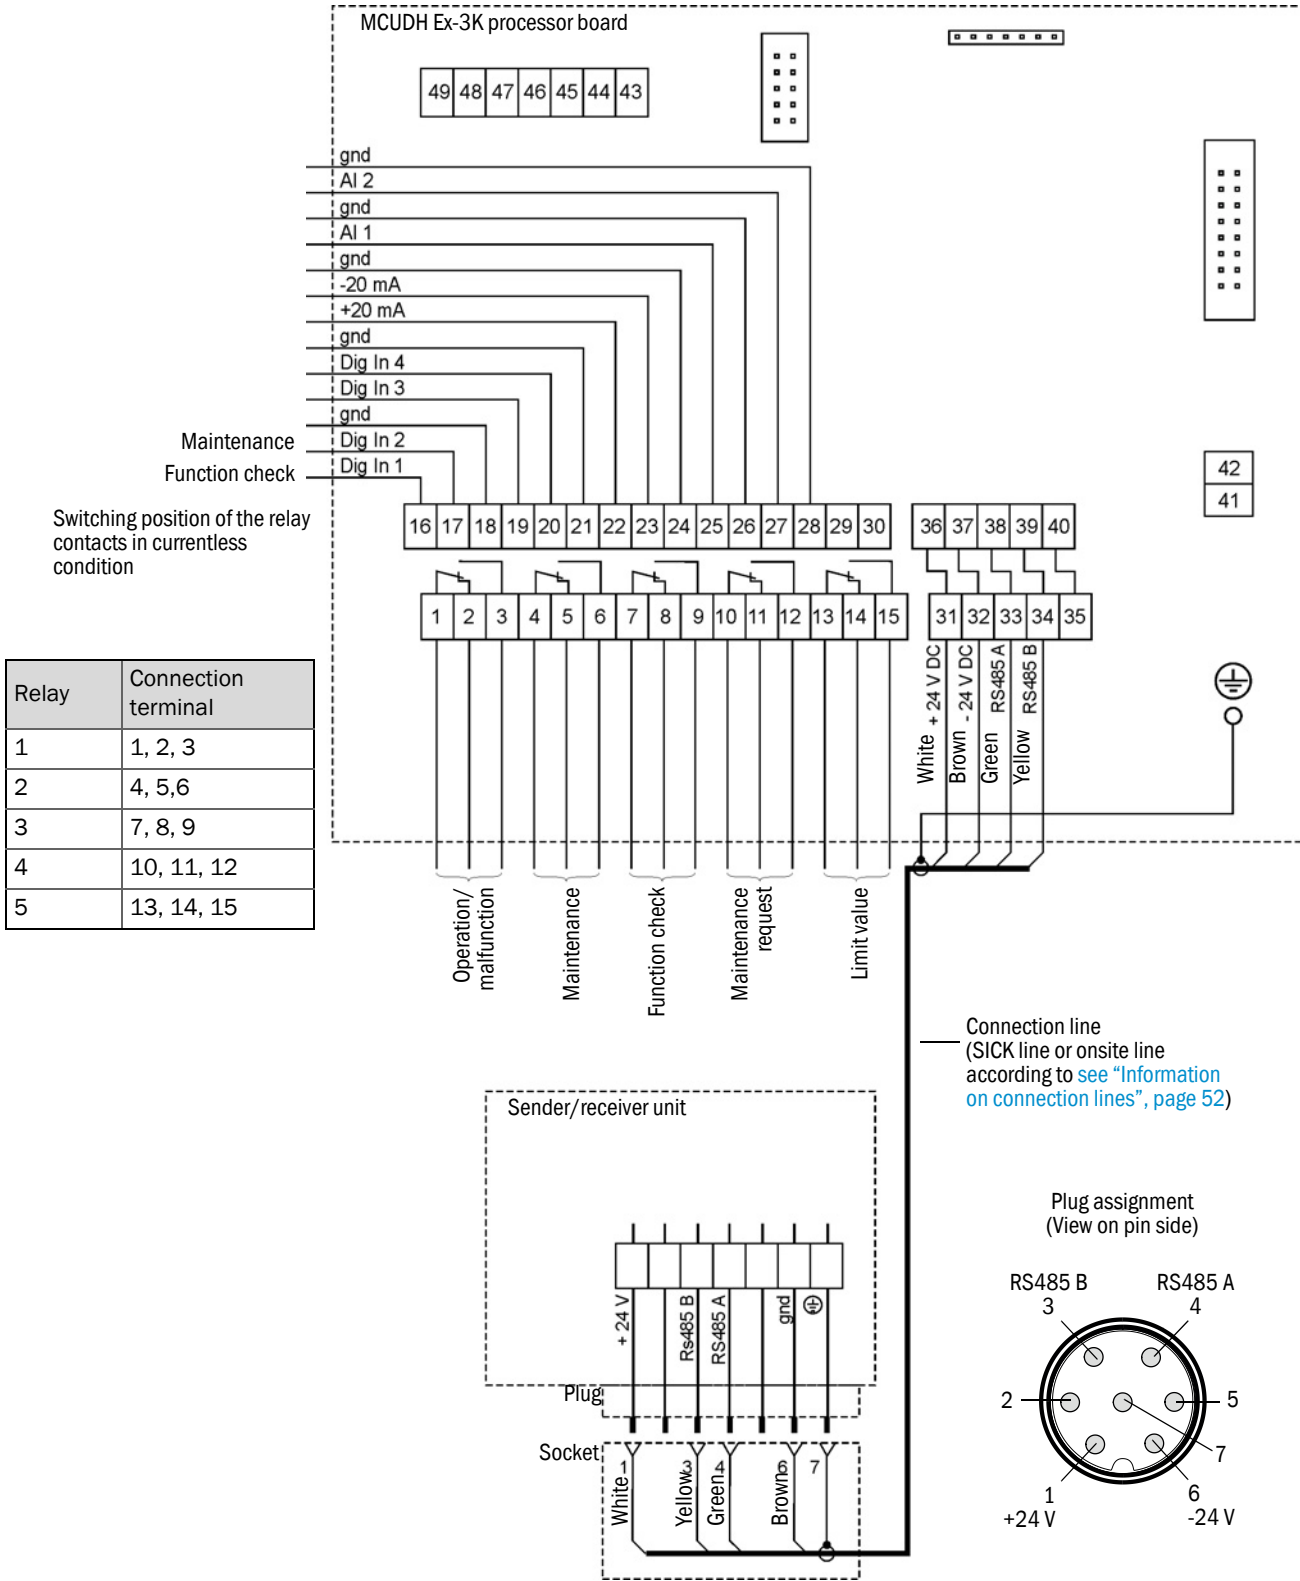 MCUDH Ex-3K processor board
49 48 47 46 45 44 43
gnd
AI 2
gnd
AI 1
gnd
-20 mA
+20 mA
gnd
Dig In 4
Dig In 3
gnd
Maintenance Dig In 2
Function check Dig In 1
42
41
Switching position of the relay
contacts in currentless
condition
16 17 18 19 20 21 22 23 24 25 26 27 28 29 30
36 37 38 39 40
1 2 3 4 5 6 7 8 9 10 11 12 13 14 15
31 32 33 34 35
White + 24 V DC
Brown - 24 V DC
Green RS485 A
Yellow RS485 B
Relay Connection
terminal
1 1, 2, 3
2 4, 5,6
3 7, 8, 9
4 10, 11, 12
5 13, 14, 15
Operation/
malfunction
Maintenance
Function check
Maintenance
request
Limit value
Connection line
(SICK line or onsite line
according to see “Information
on connection lines”, page 52)
Sender/receiver unit
+ 24 V
Rs485 B
RS485 A
gnd
Plug
Socket
1 3 4 6 7
White
Yellow
Green
Brown
Plug assignment
(View on pin side)
RS485 B RS485 A
3 4
2 5
7
1 6
+24 V -24 V